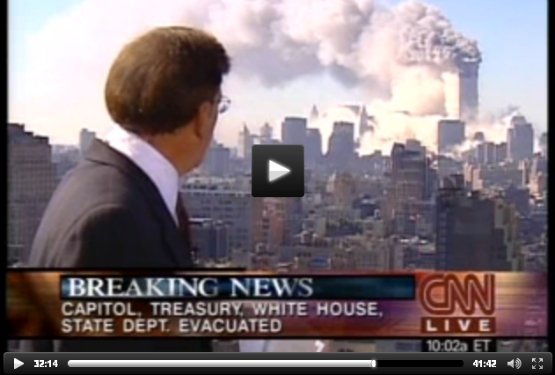 BREAKING NEWS
CAPITOL, TREASURY, WHITE HOUSE,
STATE DEPT. EVACUATED
CNN
LIVE
10:02a ET
32:14
41:42